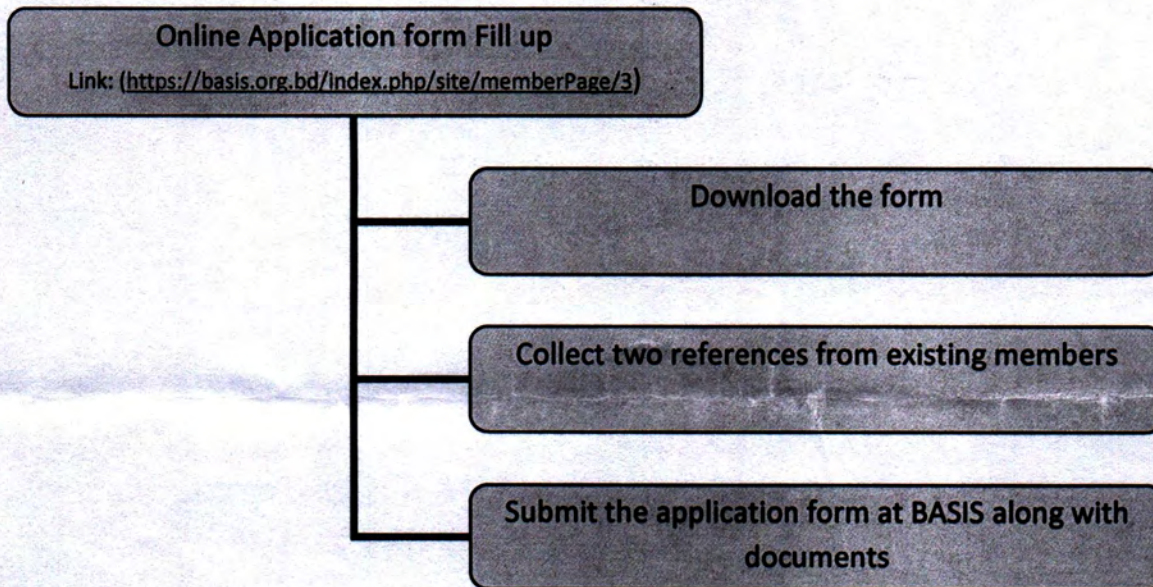 Online Application form Fill up
Link: (https://basis.org.bd/index.php/site/memberPage/3)
Download the form
Collect two references from existing members
Submit the application form at BASIS along with
documents